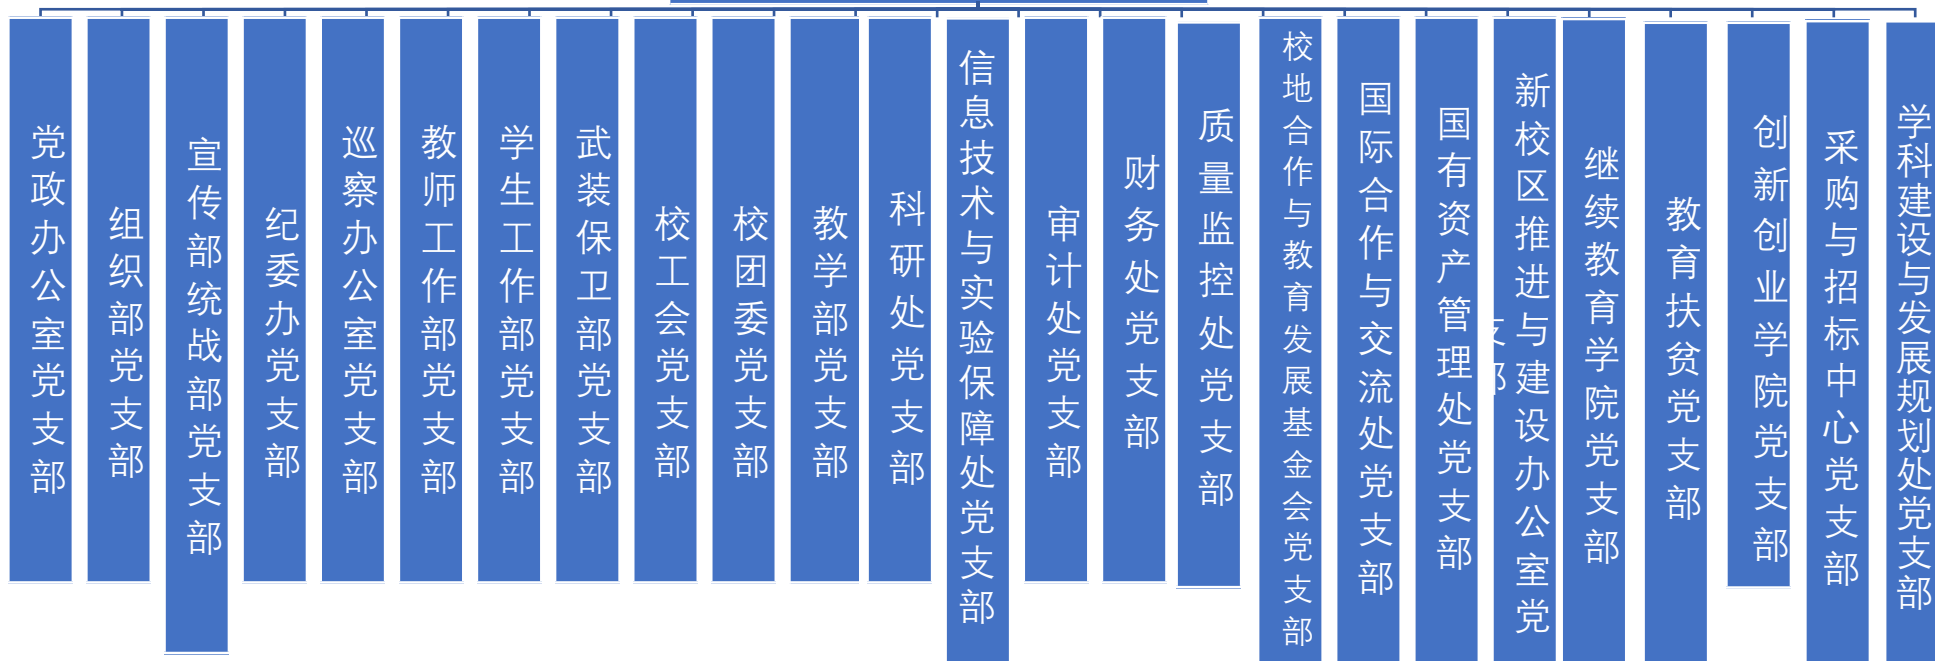 党政办公室党支部
组织部党支部
宣传部统战部党支部
纪委办党支部
巡察办公室党支部
教师工作部党支部
学生工作部党支部
武装保卫部党支部
校工会党支部
校团委党支部
教学部党支部
科研处党支部
信息技术与实验保障处党支部
审计处党支部
财务处党支部
质量监控处党支部
校地合作与教育发展基金会党支部
国际合作与交流处党支部
国有资产管理处党支部
新校区推进与建设办公室党
支部
继续教育学院党支部
教育扶贫党支部
创新创业学院党支部
采购与招标中心党支部
学科建设与发展规划处党支部